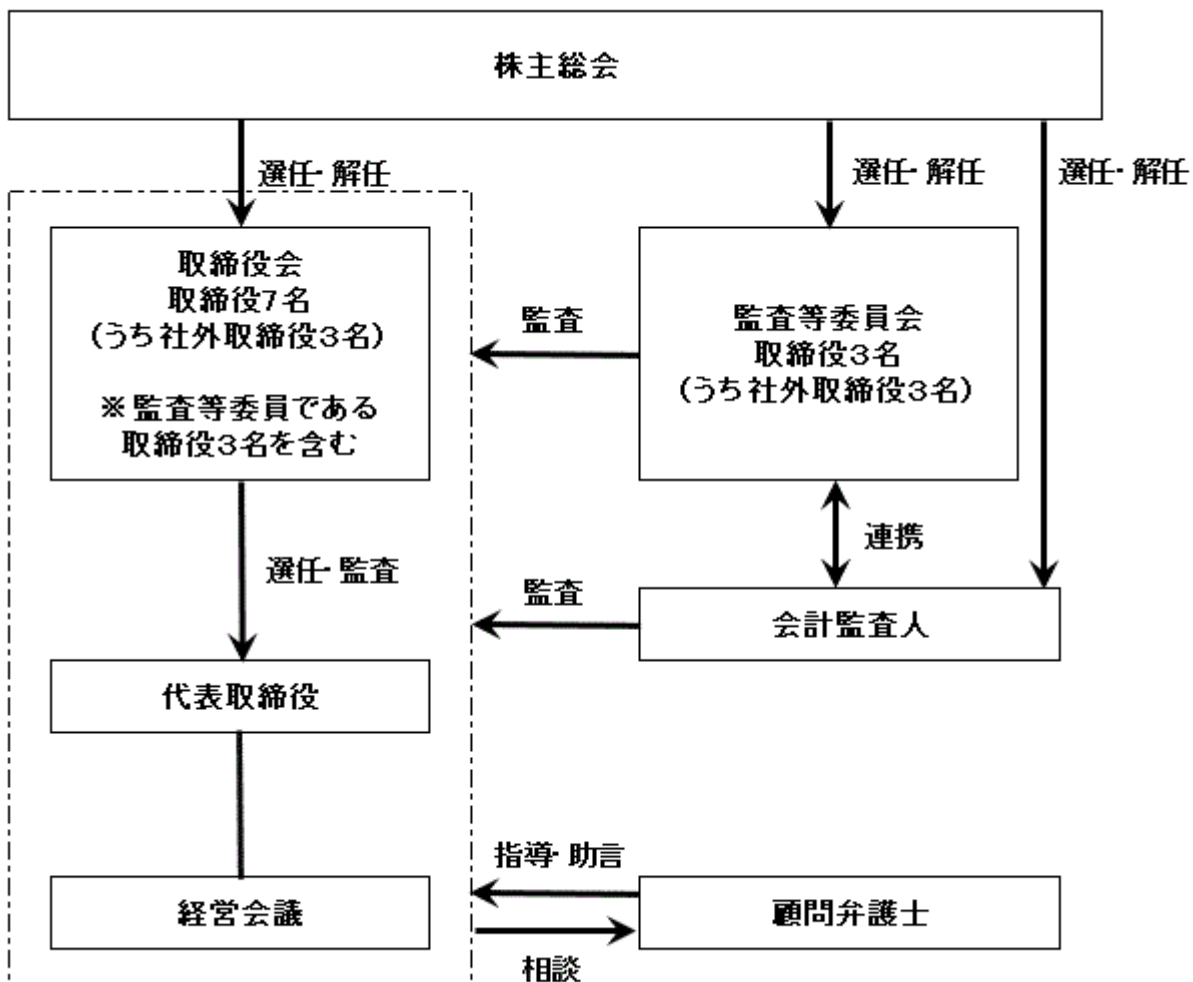 株主総会
選任・解任
選任・解任
選任・解任
取締役会
取締役7名
(うち社外取締役3名)
※監査等委員である
取締役3名を含む
監査
監査等委員会
取締役3名
(うち社外取締役3名)
連携
選任・監査
監査
会計監査人
代表取締役
指導・助言
経営会議
顧問弁護士
相談